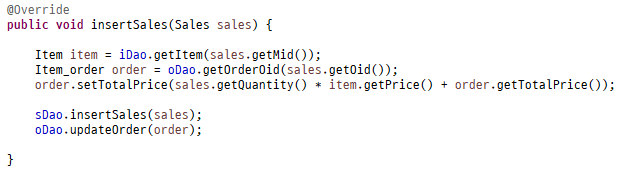 @Override
public void insertSales(Sales sales) {
Item item = iDao.getItem(sales.getMid());
Item_order order = oDao.getOrderOid(sales.getOid());
order.setTotalPrice(sales.getQuantity() * item.getPrice() + order.getTotalPrice());
sDao.insertSales(sales);
oDao.updateOrder(order);
}